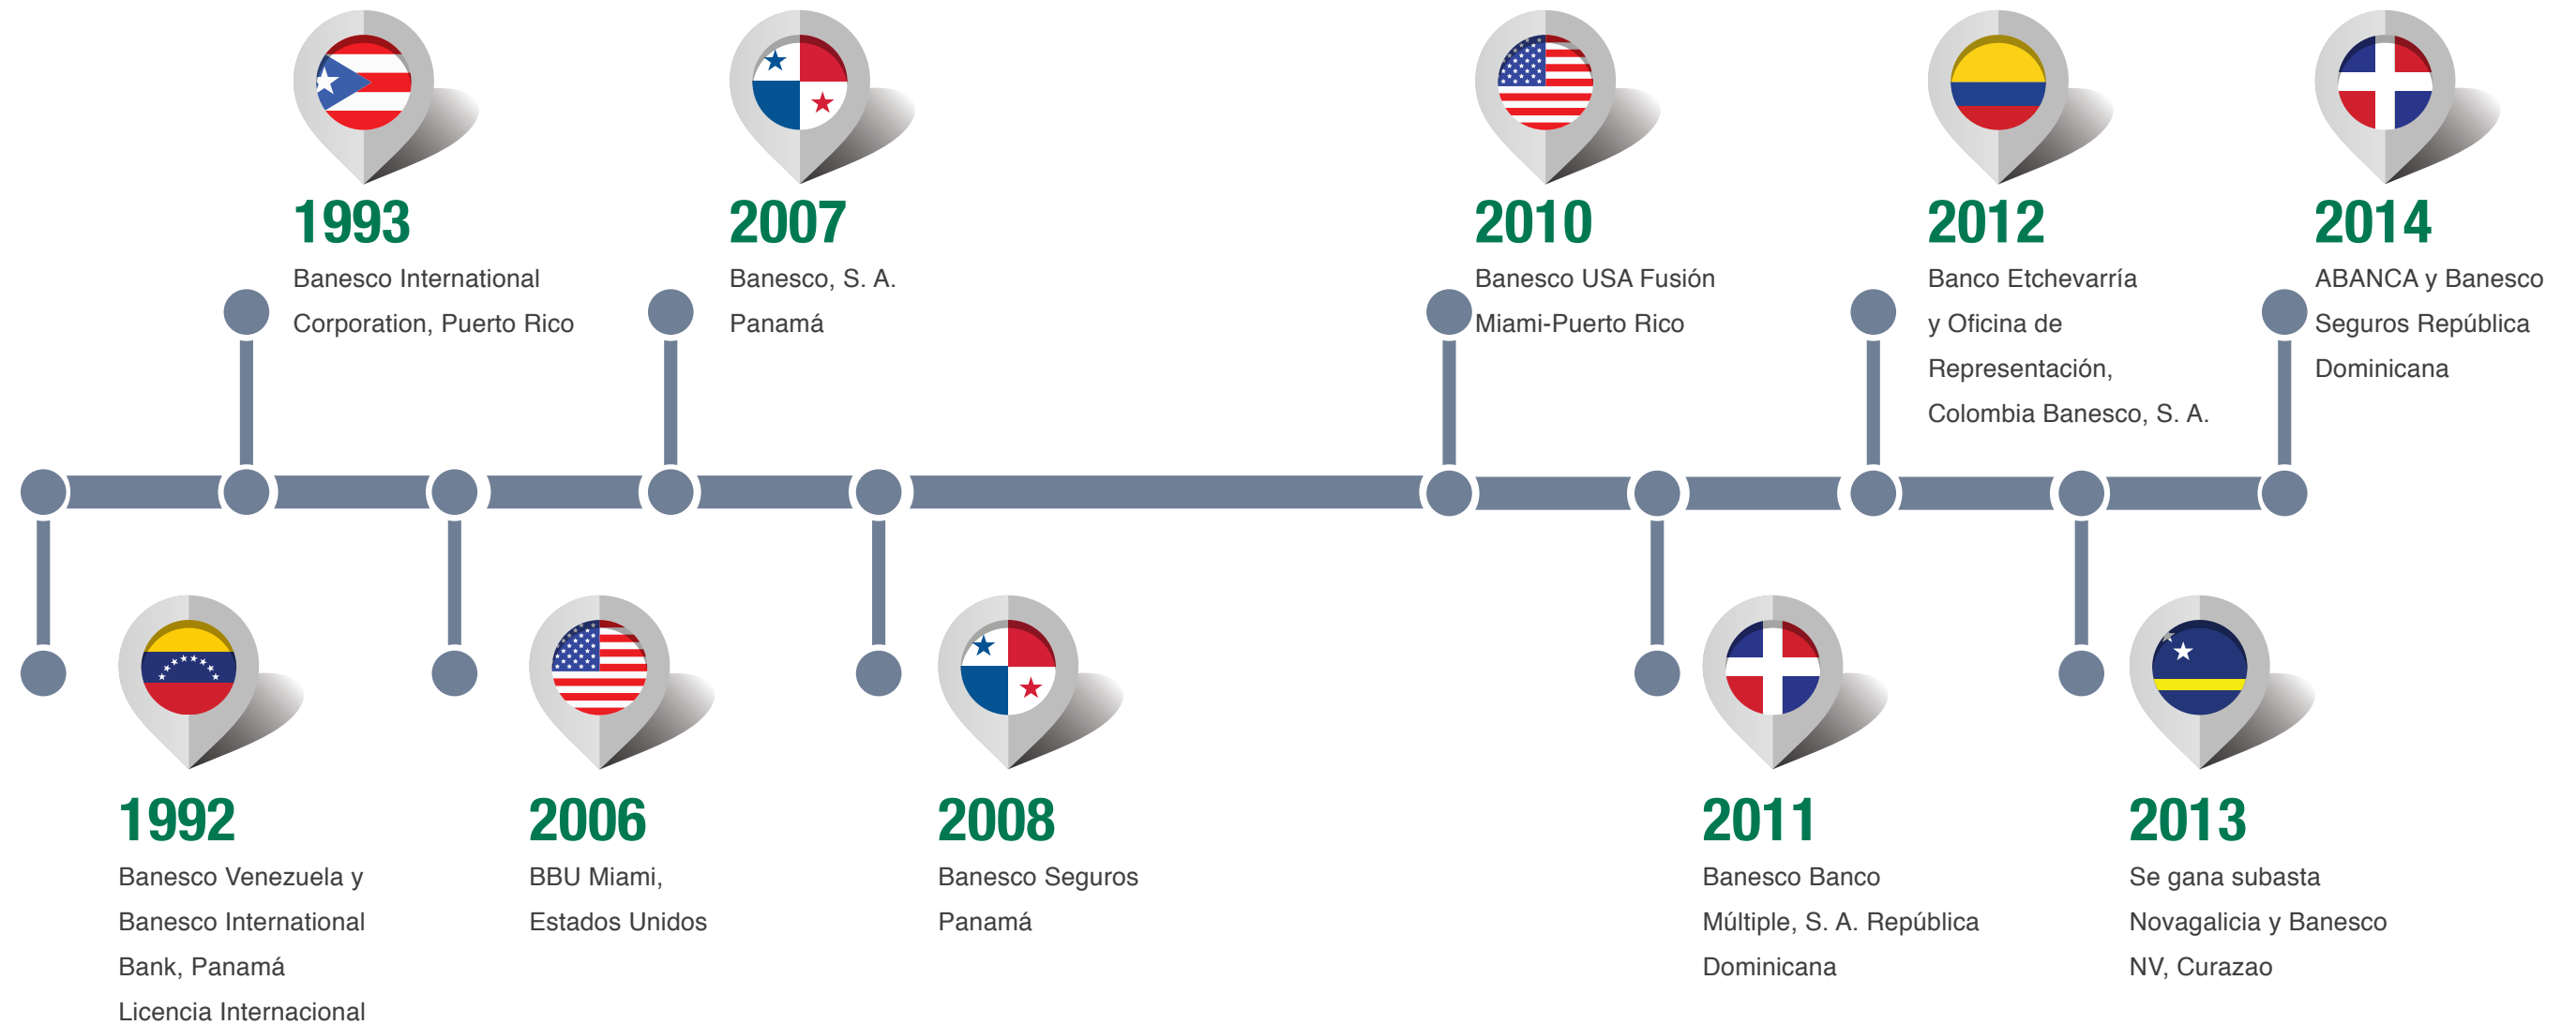 1993
Banesco International
Corporation, Puerto Rico
2007
Banesco, S. A.
Panamá
2010
Banesco USA Fusión
Miami-Puerto Rico
2012
Banco Etchevarría
y Oficina de
Representación,
Colombia Banesco, S. A.
2014
ABANCA y Banesco
Seguros República
Dominicana
1992
Banesco Venezuela y
Banesco International
Bank, Panamá
Licencia Internacional
2006
BBU Miami,
Estados Unidos
2008
Banesco Seguros
Panamá
2011
Banesco Banco
Múltiple, S. A. República
Dominicana
2013
Se gana subasta
Novagalicia y Banesco
NV, Curazao